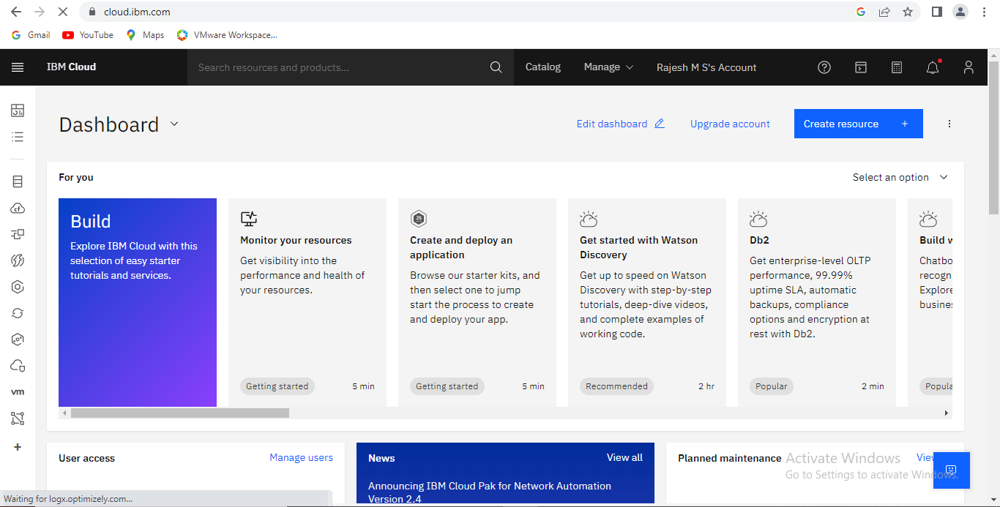 cloud.ibm.com
Gmail YouTube Maps VMware Workspace...
IBM Cloud Search resources and products... Catalog Manage Rajesh M S's Account
Dashboard Edit dashboard Upgrade account Create resource +
For you Select an option
Build
Explore IBM Cloud with this
selection of easy starter
tutorials and services.
Monitor your resources
Get visibility into the
performance and health of
your resources.
Getting started 5 min
JS
Create and deploy an
application
Browse our starter kits, and
then select one to jump
start the process to create
and deploy your app.
Getting started 5 min
Get started with Watson
Discovery
Get up to speed on Watson
Discovery with step-by-step
tutorials, deep-dive videos,
and complete examples of
working code.
Recommended 2 hr
Db2
Get enterprise-level OLTP
performance, 99.99%
uptime SLA, automatic
backups, compliance
options and encryption at
rest with Db2.
Popular 2 min
Build
Chatbo
recogn
Explore
busines
Popula
cf
vm
+
User access Manage users
News View all
Announcing IBM Cloud Pak for Network Automation
Version 2.4
Planned maintenance
Activate Windows
Go to Settings to activate Windows.
Waiting for logx.optimizely.com...